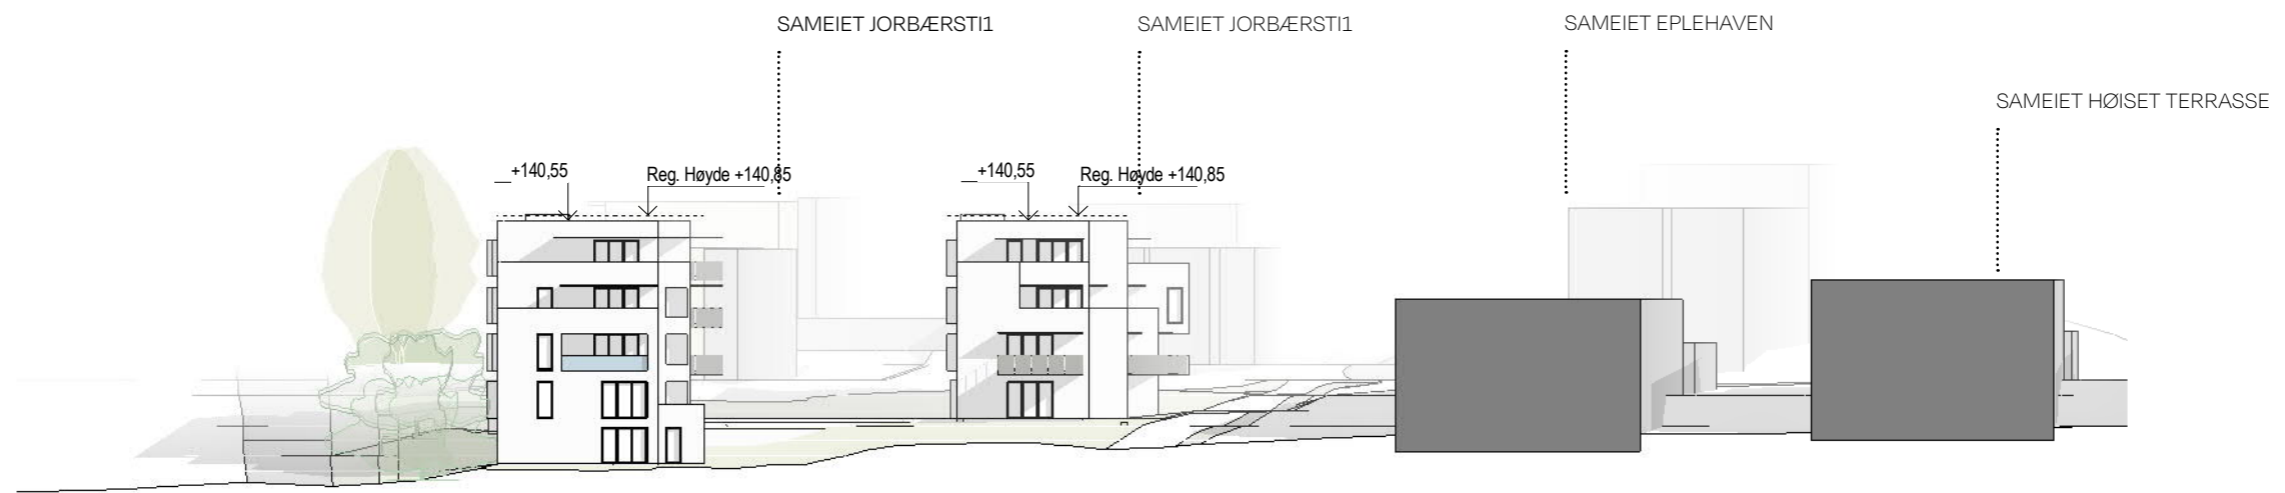 SAMEIET JORBÆRSTI1
SAMEIET JORBÆRSTI1
SAMEIET EPLEHAVEN
SAMEIET HØISET TERRASSE
+140,55
Reg. Høyde +140,85
+140,55
Reg. Høyde +140,85